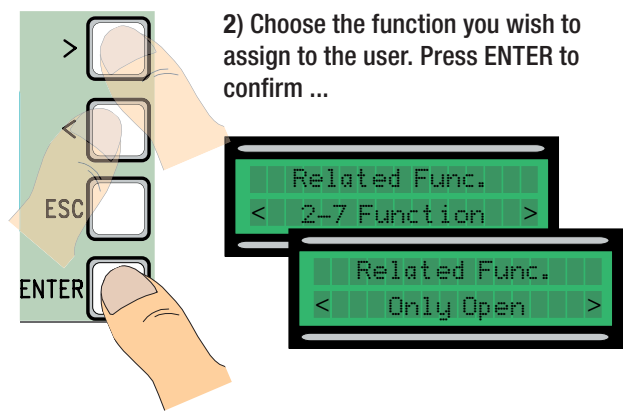 2) Choose the function you wish to
assign to the user. Press ENTER to
confirm ...
>
<
ESC
ENTER
Related Func.
< 2-7 Function >
Related Func.
< Only Open >